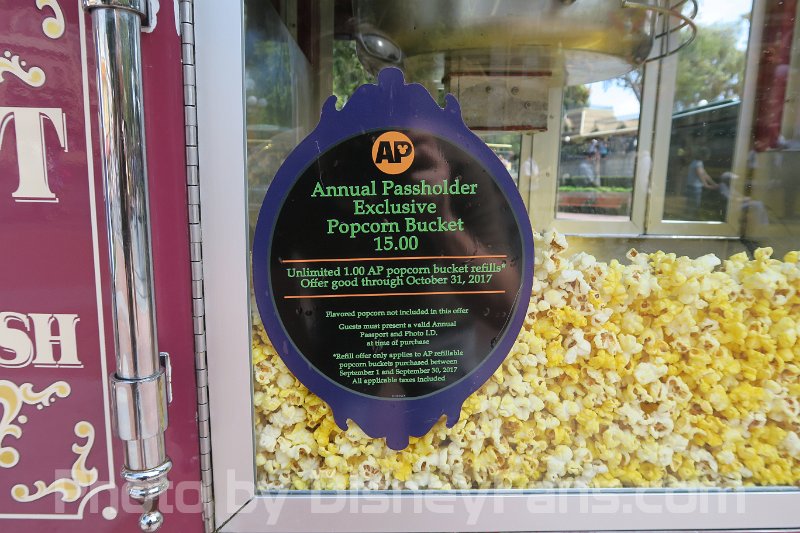 T
SH
AP
Annual Passholder
Exclusive
Popcorn Bucket
15.00
Unlimited 1.00 AP popcorn bucket refills*
Offer good through October 31, 2017
Flavored popcorn not included in this offer
Guests must present a valid Annual
Passport and Photo I.D.
at time of purchase
*Refill offer only applies to AP refillable
popcorn buckets purchased between
September 1 and September 30, 2017
All applicable taxes included
Photo by DisneyFans.com